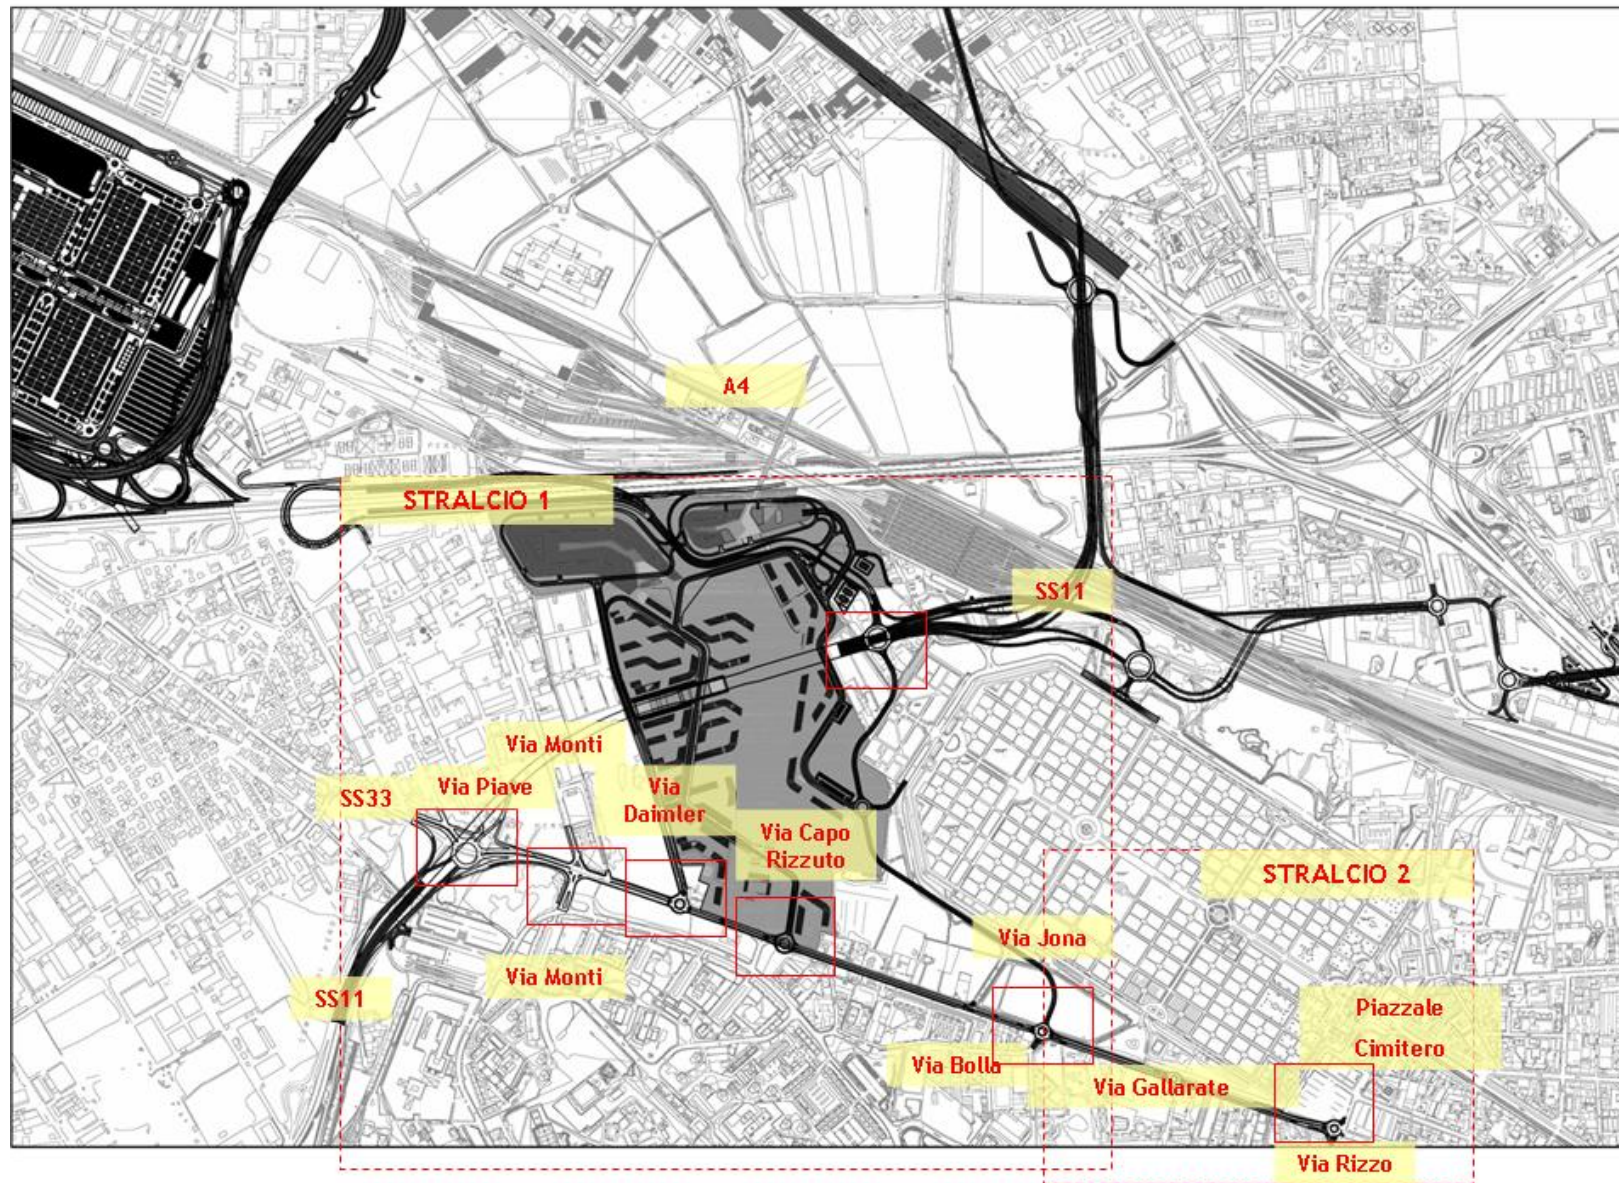 A4
STRALCIO 1
SS11
Via Monti
Via Piave
SS33
Via
Daimler
Via Capo
Rizzuto
STRALCIO 2
Via Jona
Via Monti
SS11
Piazzale
Cimitero
Via Bolla
Via Gallarate
Via Rizzo